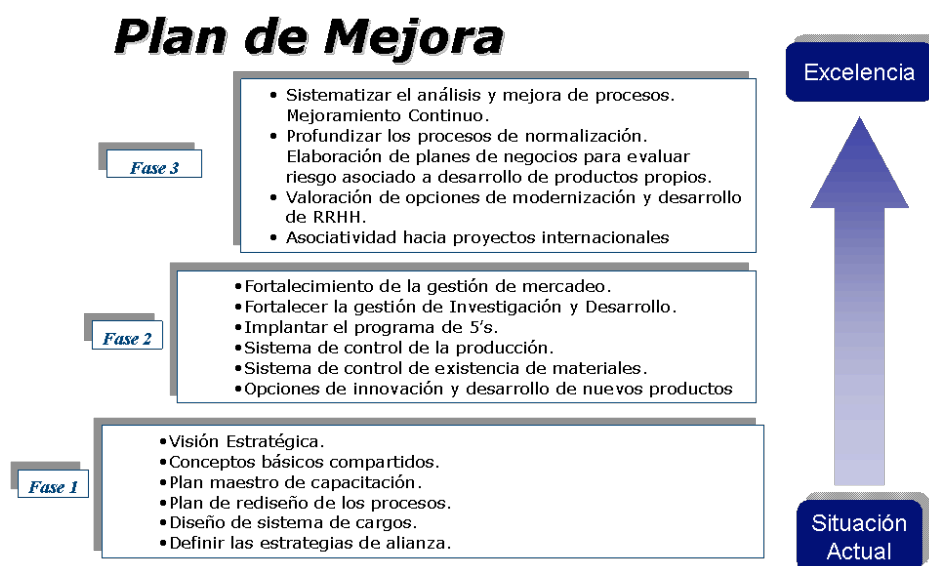 Plan de Mejora
Excelencia
• Sistematizar el análisis y mejora de procesos.
Mejoramiento Continuo.
• Profundizar los procesos de normalización.
Elaboración de planes de negocios para evaluar
riesgo asociado a desarrollo de productos propios.
• Valoración de opciones de modernización y desarrollo
de RRHH.
• Asociatividad hacia proyectos internacionales
Fase 3
•Fortalecimiento de la gestión de mercadeo.
•Fortalecer la gestión de Investigación y Desarrollo.
•Implantar el programa de 5's.
•Sistema de control de la producción.
•Sistema de control de existencia de materiales.
•Opciones de innovación y desarrollo de nuevos productos
Fase 2
•Visión Estratégica.
•Conceptos básicos compartidos.
•Plan maestro de capacitación.
•Plan de rediseño de los procesos.
•Diseño de sistema de cargos.
•Definir las estrategias de alianza.
Fase 1
Situación
Actual